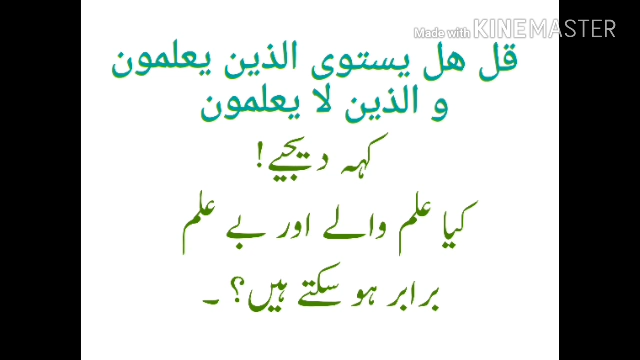 Made with KINEMASTER
قل هل يستوى الذين يعلمون
و الذين لا يعلمون
کہہ دیجیے!
کیا علم والے اور بے علم
برابر ہو سکتے ہیں؟ ۔